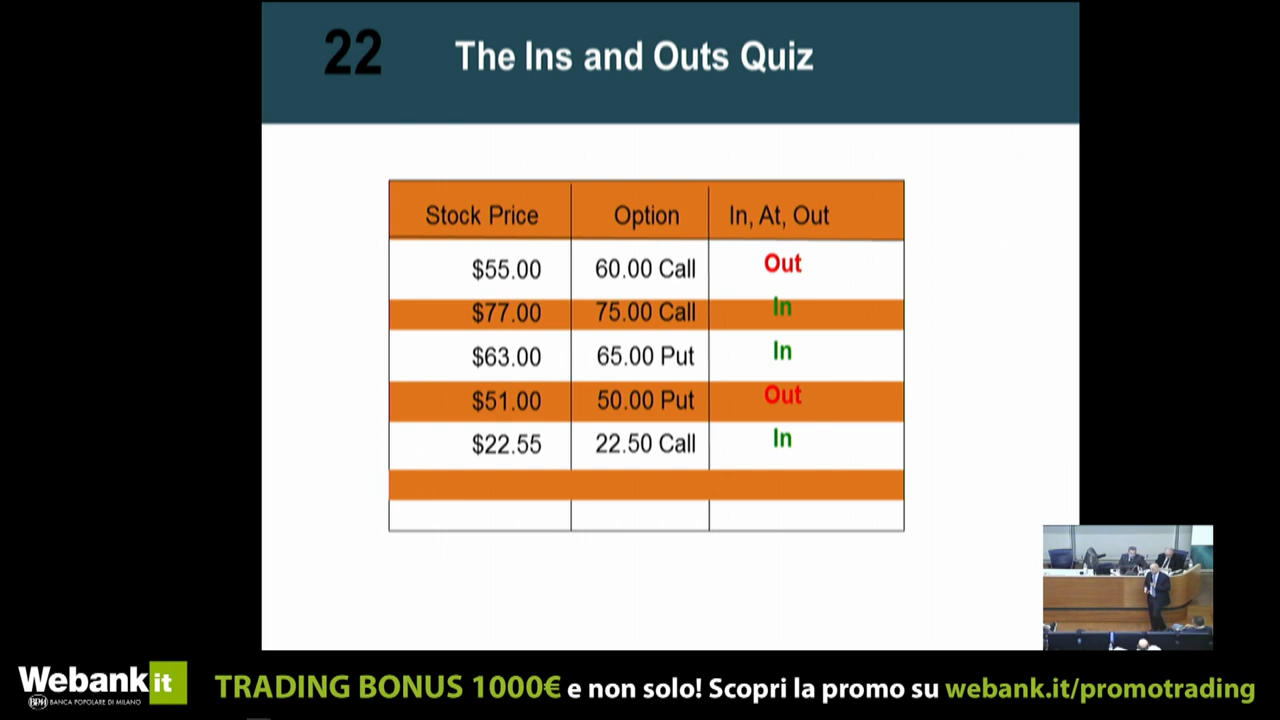 22 The Ins and Outs Quiz
Stock Price Option In, At, Out
$55.00 60.00 Call Out
$77.00 75.00 Call In
$63.00 65.00 Put In
$51.00 50.00 Put Out
$22.55 22.50 Call In
Webank it
BPM BANCA POPOLARE DI MILANO
TRADING BONUS 1000€ e non solo! Scopri la promo su webank.it/promotrading